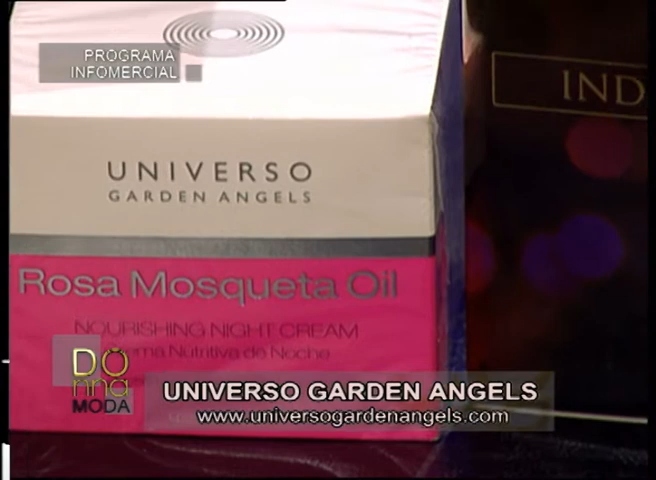 PROGRAMA
INFOMERCIAL
IND
UNIVERSO
GARDEN ANGELS
Rosa Mosqueta Oil
NOURISHING NIGHT CREAM
Crema Nutritiva de Noche
DO
nna
MODA
UNIVERSO GARDEN ANGELS
www.universogardenangels.com